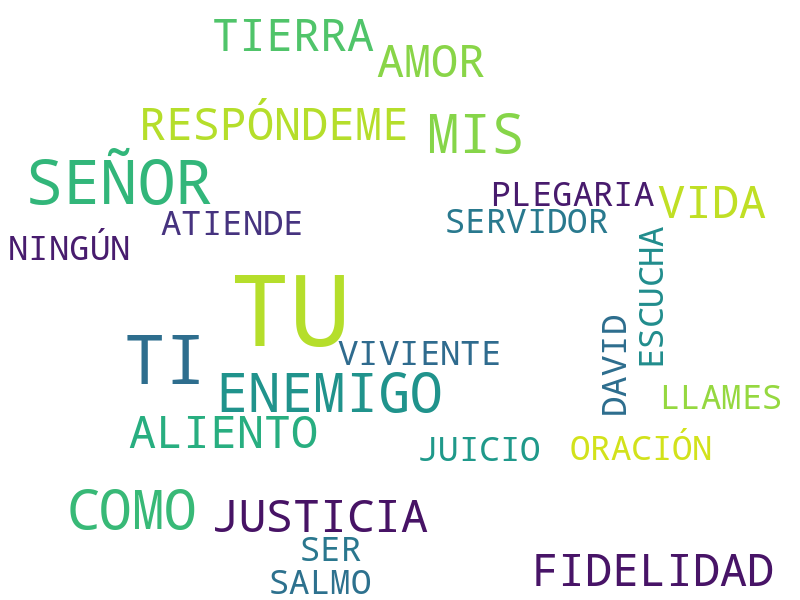 TIERRA
AMOR
RESPÓNDEME
MIS
SEÑOR
PLEGARIA
VIDA
ATIENDE
SERVIDOR
NINGÚN
ESCUCHA
TU
TI
VIVIENTE
DAVID
ENEMIGO
LLAMES
ALIENTO
JUICIO
ORACIÓN
COMO
JUSTICIA
SER
SALMO
FIDELIDAD